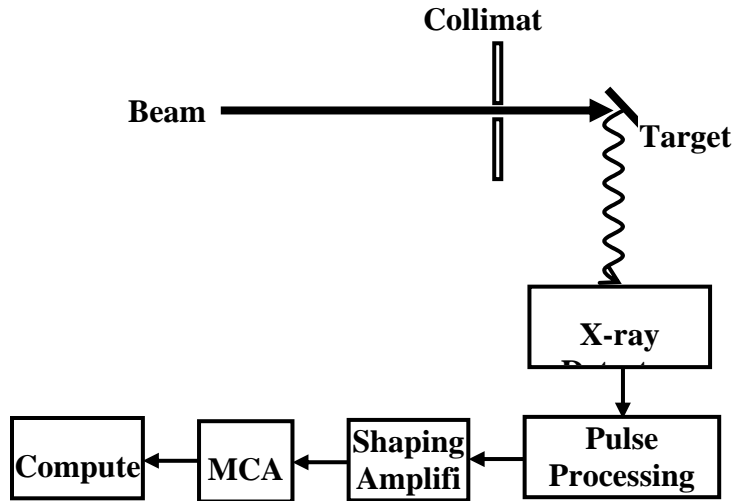 Collimat
Beam
Target
X-ray
Pulse
Processing
Shaping
Amplifi
MCA
Compute